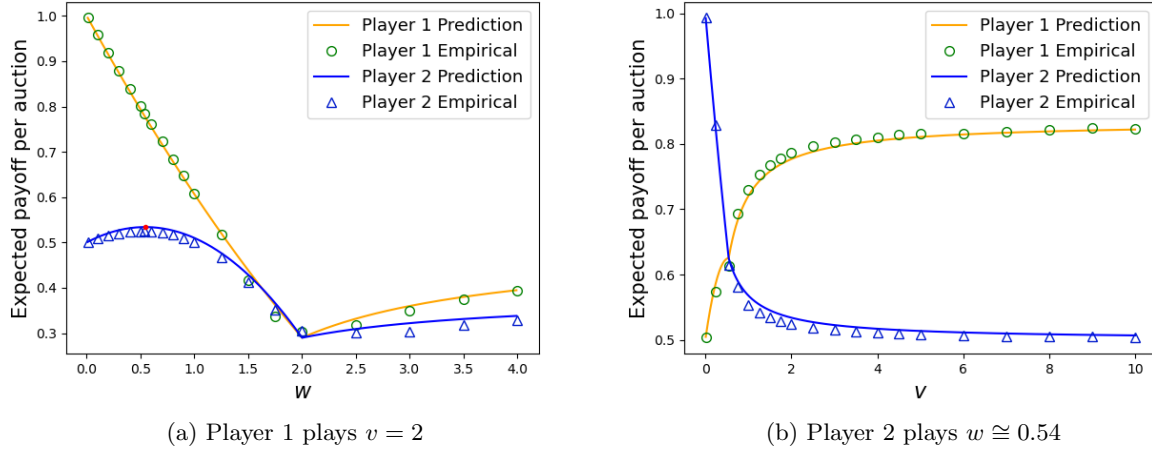 Expected payoff per auction
1.0
0.9
0.8
0.7
0.6
0.5
0.4
0.3
Player 1 Prediction
Player 1 Empirical
Player 2 Prediction
Player 2 Empirical
0.0 0.5 1.0 1.5 2.0 2.5 3.0 3.5 4.0
w
(a) Player 1 plays v = 2
Expected payoff per auction
1.0
0.9
0.8
0.7
0.6
0.5
Player 1 Prediction
Player 1 Empirical
Player 2 Prediction
Player 2 Empirical
0 2 4 6 8 10
v
(b) Player 2 plays w ≅ 0.54